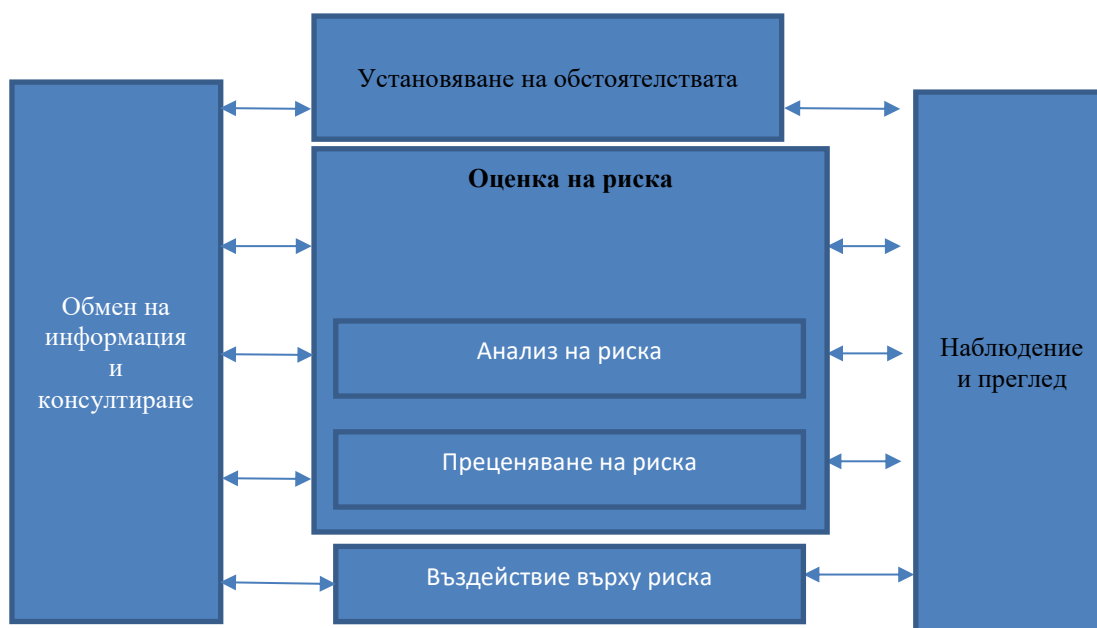 Установяване на обстоятелствата
Оценка на риска
Обмен на
информация
и
консултиране
Анализ на риска
Наблюдение
и преглед
Преценяване на риска
Въздействие върху риска